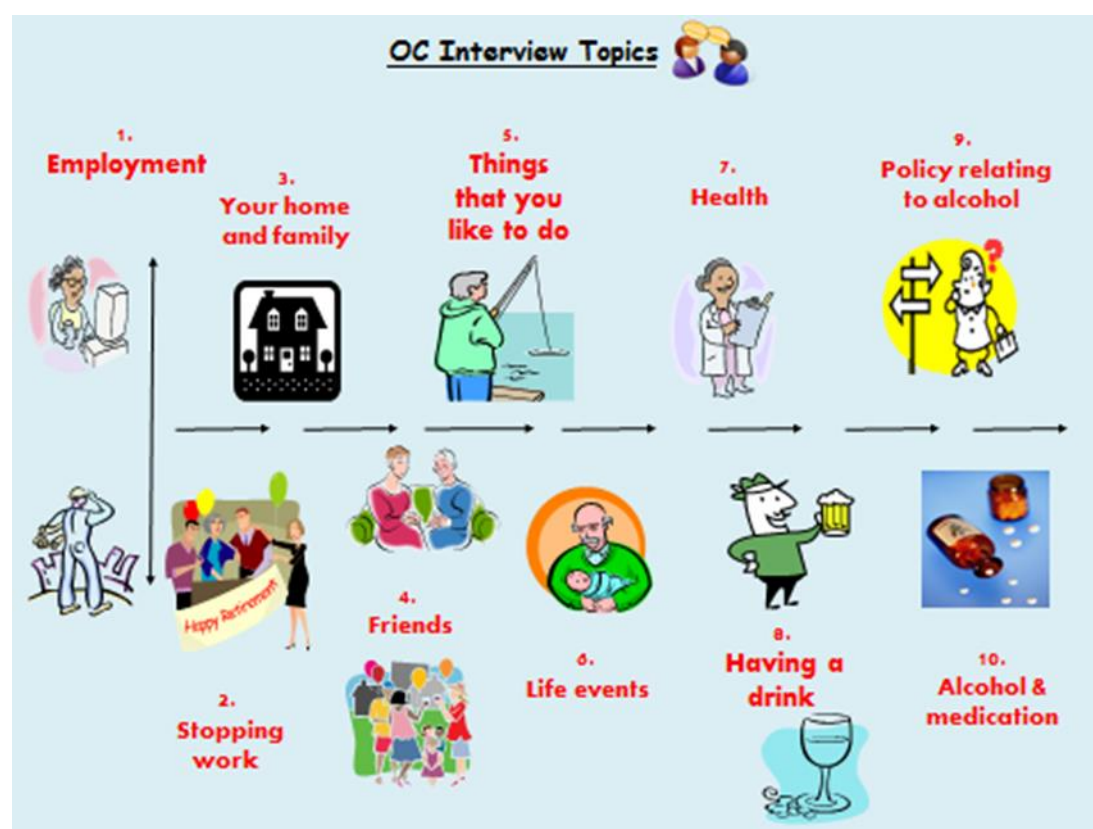 OC Interview Topics
1.
Employment
2.
Stopping
work
Happy Retirement
3.
Your home
and family
4.
Friends
5.
Things
that you
like to do
6.
Life events
7.
Health
8.
Having a
drink
9.
Policy relating
to alcohol
?
10.
Alcohol &
medication